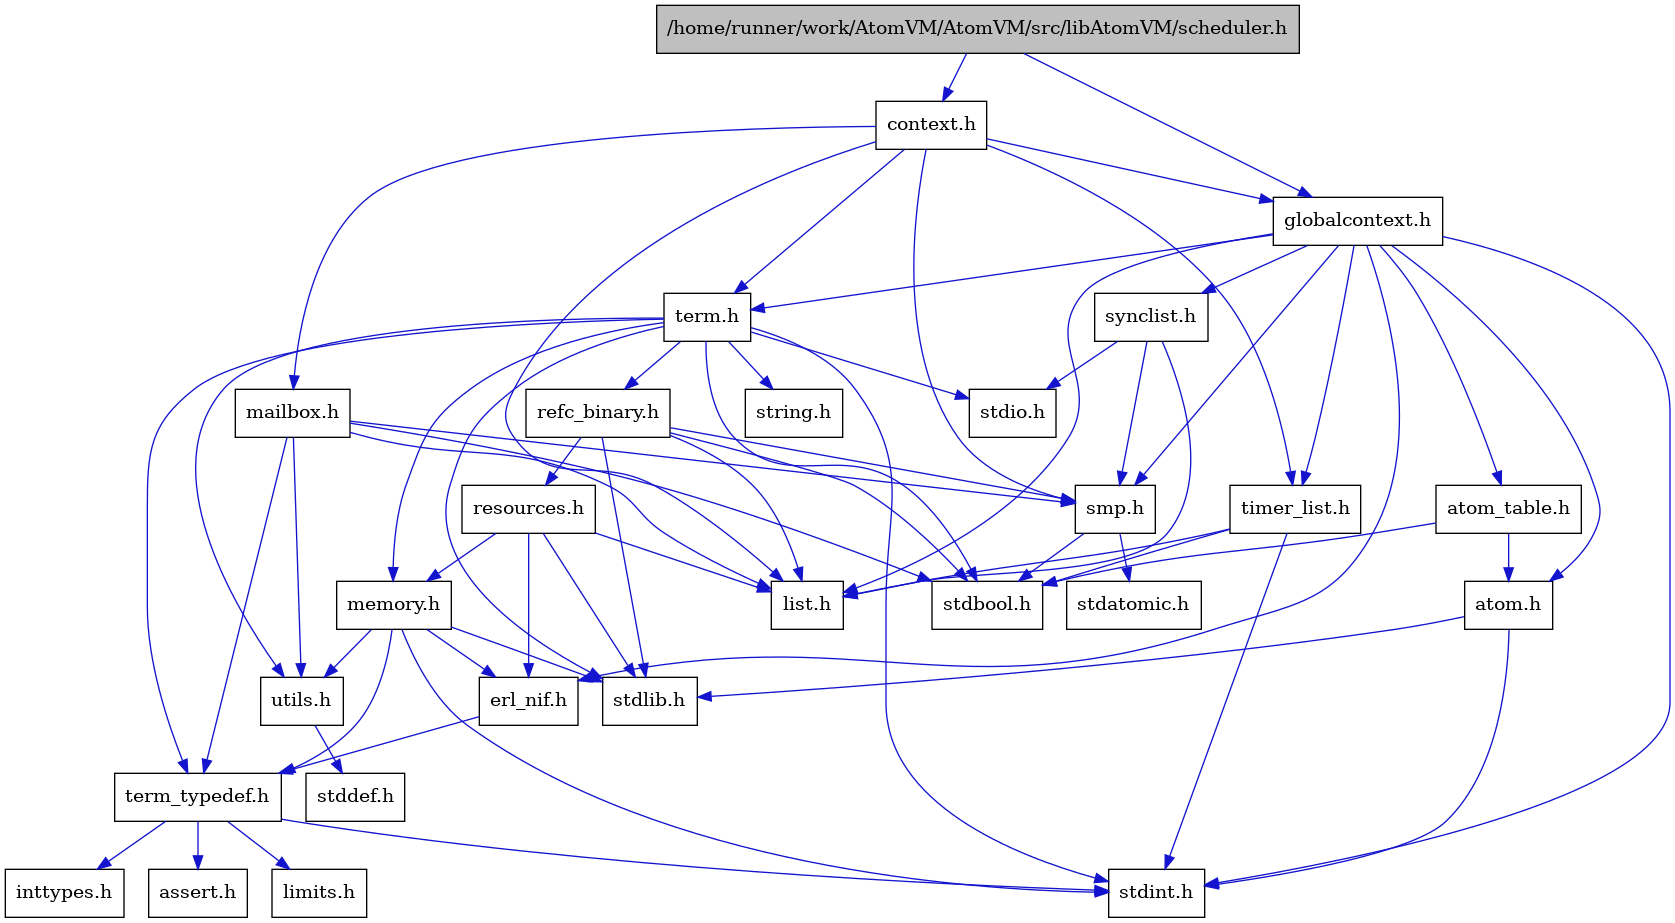 /home/runner/work/AtomVM/AtomVM/src/libAtomVM/scheduler.h
context.h
globalcontext.h
term.h
synclist.h
mailbox.h
refc_binary.h
string.h
stdio.h
resources.h
smp.h
timer_list.h
atom_table.h
memory.h
list.h
stdbool.h
stdatomic.h
atom.h
utils.h
erl_nif.h
stdlib.h
term_typedef.h
stddef.h
inttypes.h
assert.h
limits.h
stdint.h